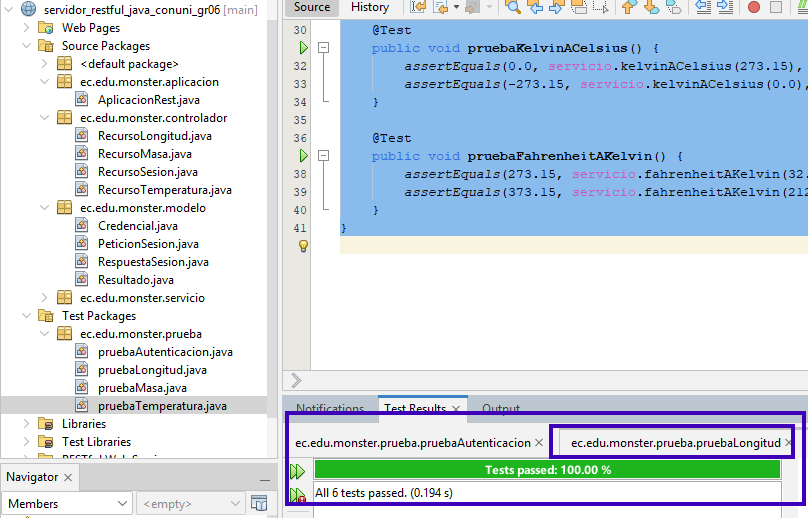 servidor_restful_java_conuni_gr06 [main]
Web Pages
Source Packages
<default package>
ec.edu.monster.aplicacion
AplicacionRest.java
ec.edu.monster.controlador
RecursoLongitud.java
RecursoMasa.java
RecursoSesion.java
RecursoTemperatura.java
ec.edu.monster.modelo
Credencial.java
PeticionSesion.java
RespuestaSesion.java
Resultado.java
ec.edu.monster.servicio
Test Packages
ec.edu.monster.prueba
pruebaAutenticacion.java
pruebaLongitud.java
pruebaMasa.java
pruebaTemperatura.java
Libraries
Test Libraries
Navigator
Members
<empty>
Source History
30 @Test
public void pruebaKelvinACelsius() {
32 assertEquals(0.0, servicio.kelvinACelsius(273.15),
33 assertEquals(-273.15, servicio.kelvinACelsius(0.0),
34 }
35
36 @Test
public void pruebaFahrenheitAKelvin() {
38 assertEquals(273.15, servicio.fahrenheitAKelvin(32.
39 assertEquals(373.15, servicio.fahrenheitAKelvin(212
40 }
41 }
Notifications Test Results Output
ec.edu.monster.prueba.pruebaAutenticacion ec.edu.monster.prueba.pruebaLongitud
Tests passed: 100.00 %
All 6 tests passed. (0.194 s)